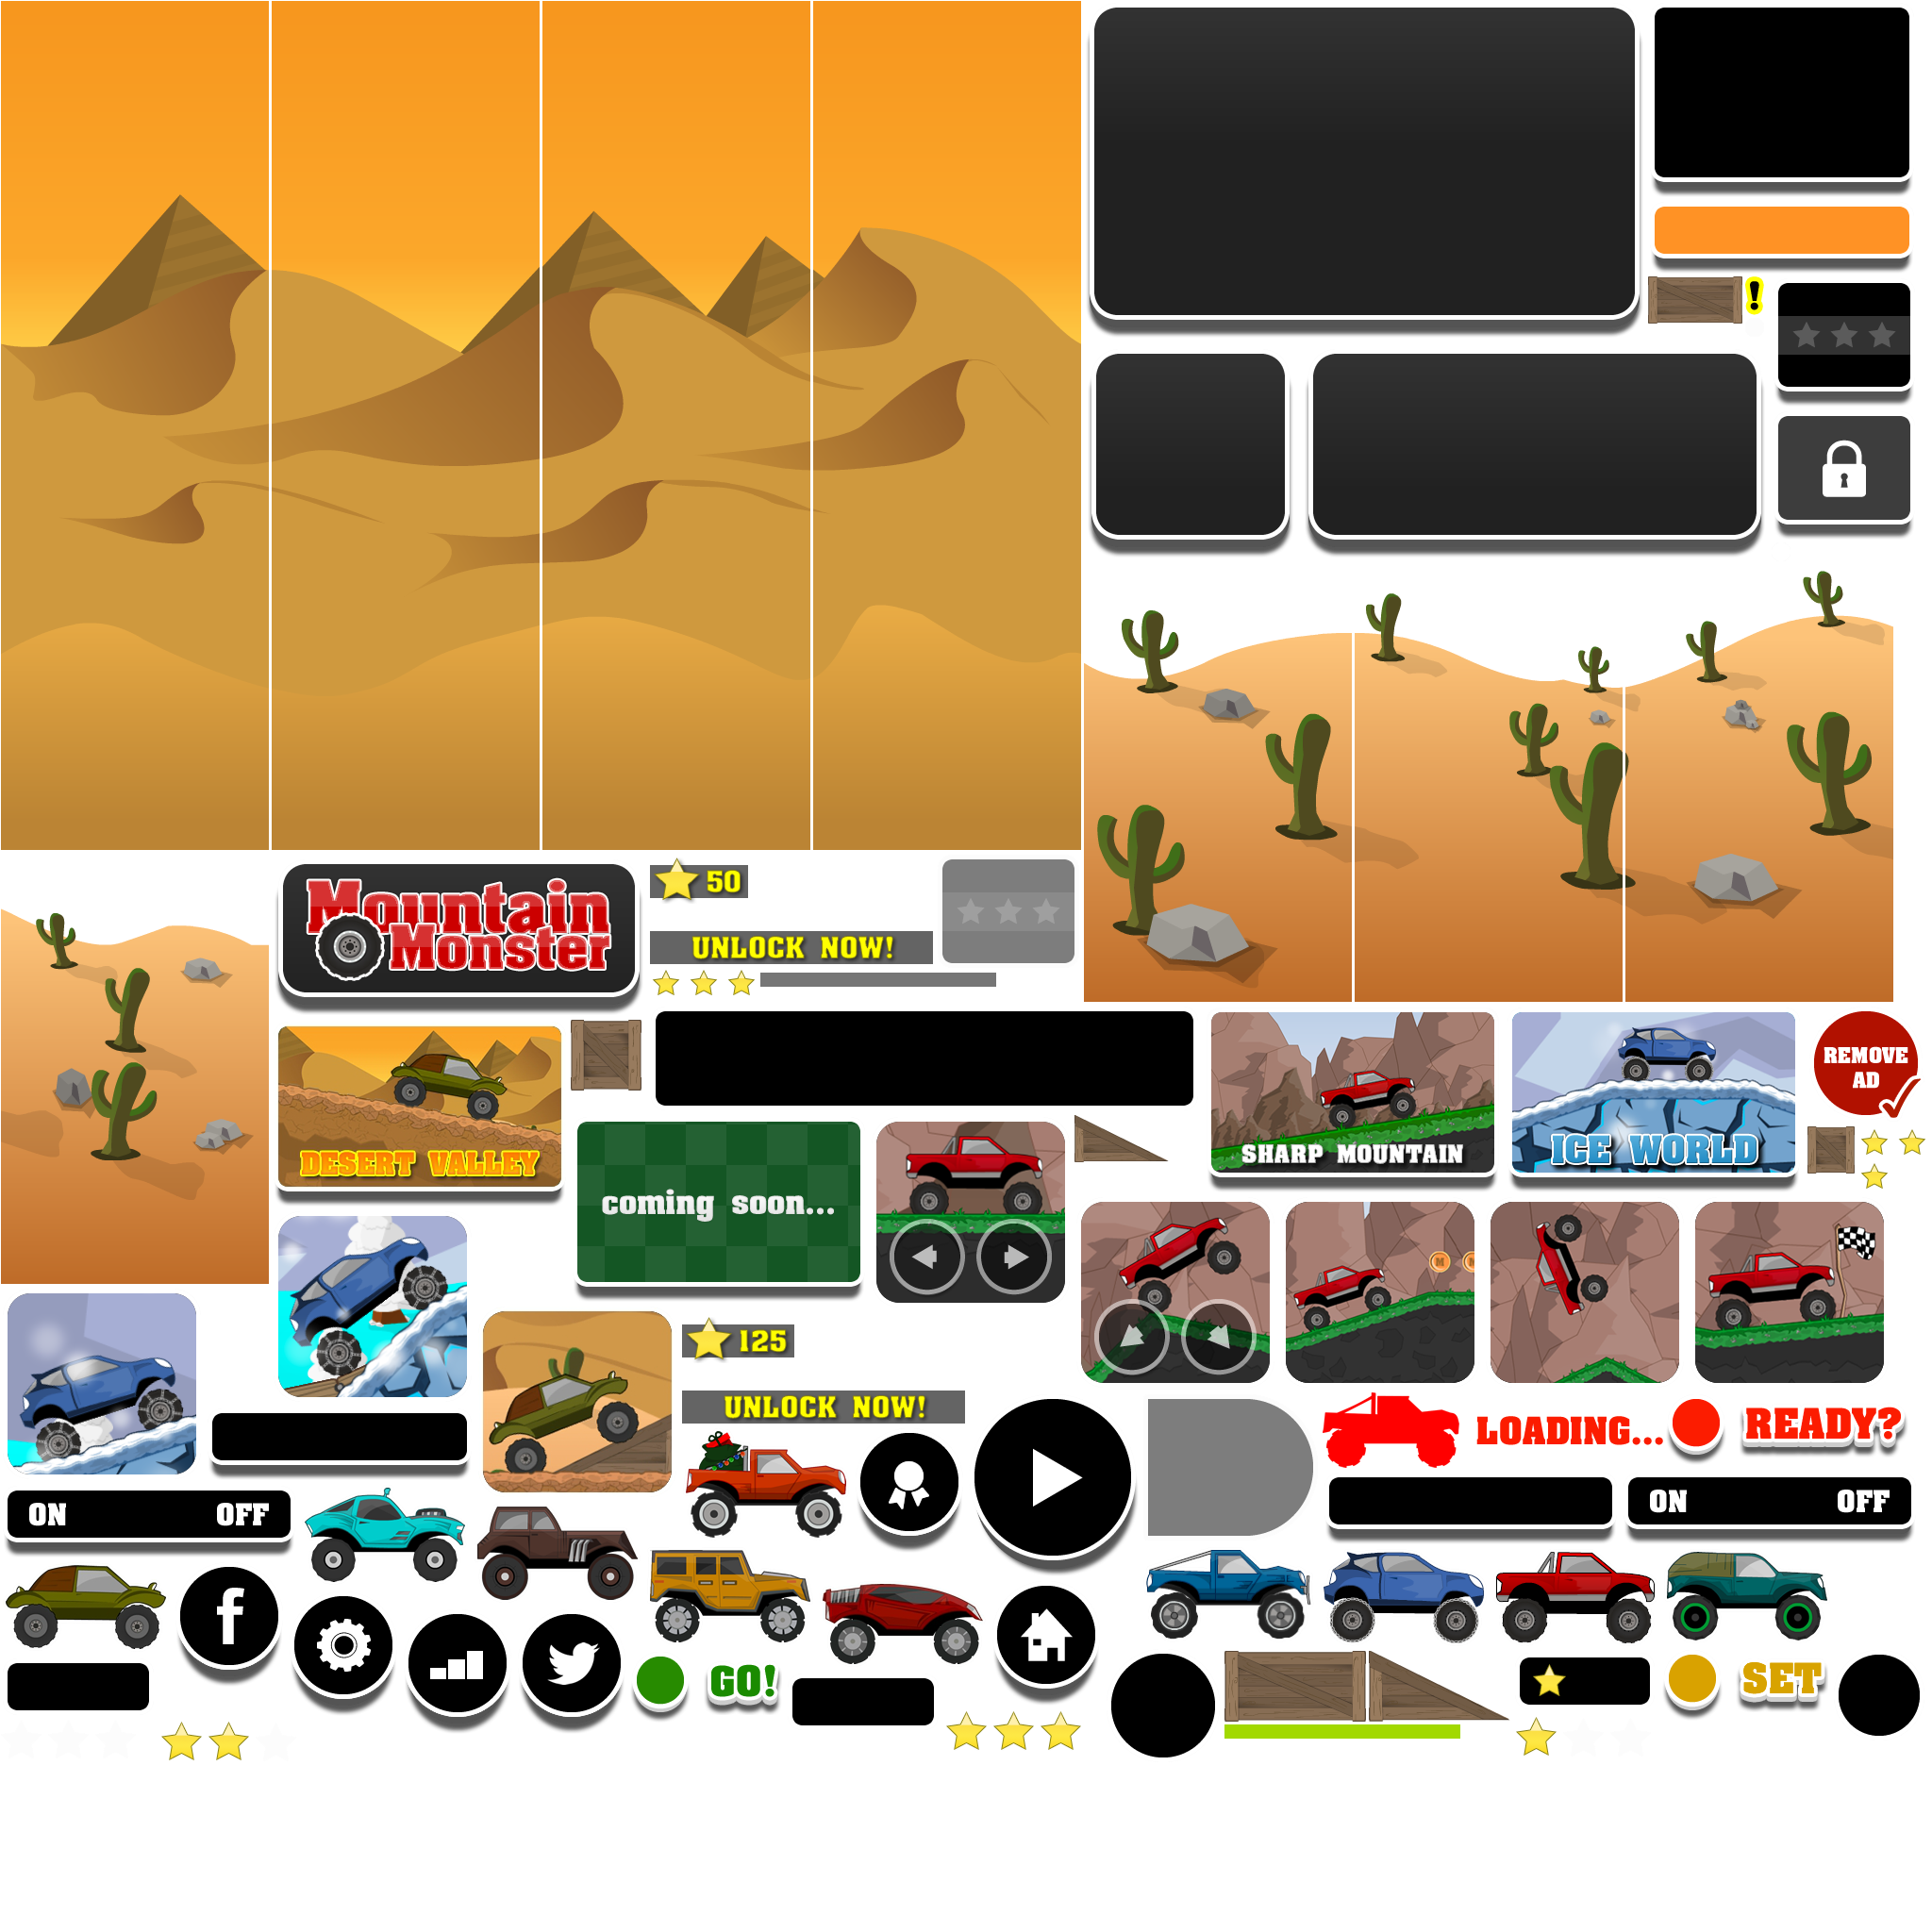 Mountain
Monster
50
UNLOCK NOW!
DESERT VALLEY
SHARP MOUNTAIN
ICE WORLD
REMOVE
AD
coming soon...
M
125
UNLOCK NOW!
LOADING...
READY?
ON OFF
ON OFF
f
GO!
SET